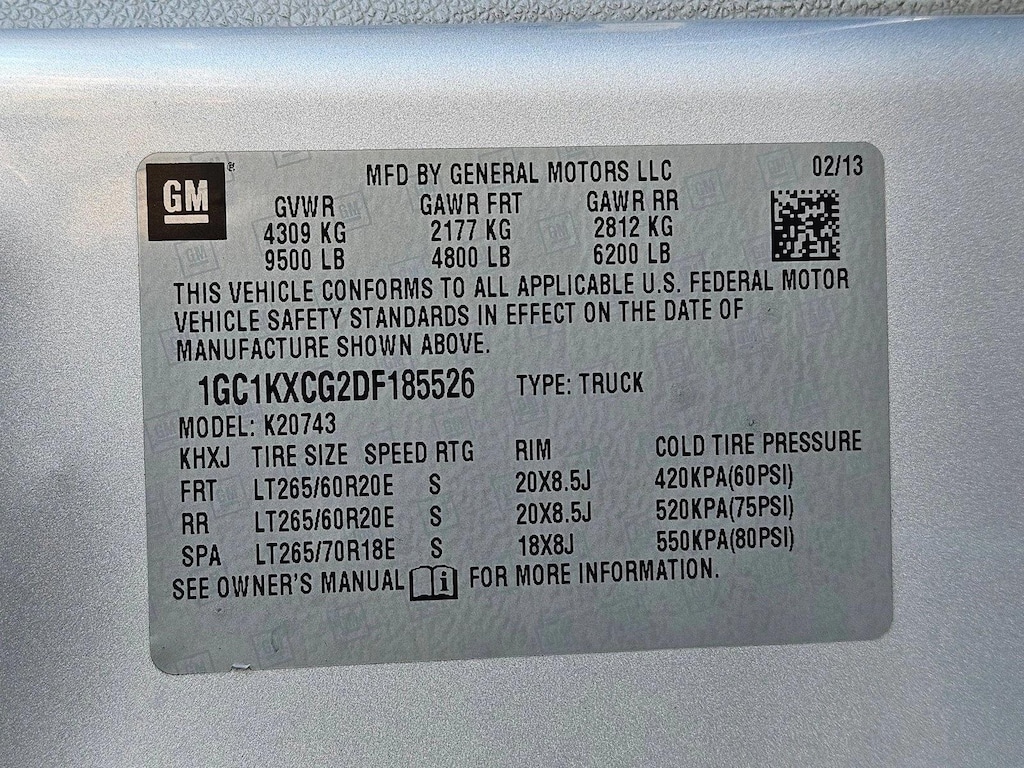 GM ® MFD BY GENERAL MOTORS LLC 02/13
GVWR GAWR FRT GAWR RR
4309 KG 2177 KG 2812 KG
9500 LB 4800 LB 6200 LB
THIS VEHICLE CONFORMS TO ALL APPLICABLE U.S. FEDERAL MOTOR
VEHICLE SAFETY STANDARDS IN EFFECT ON THE DATE OF
MANUFACTURE SHOWN ABOVE.
1GC1KXCG2DF185526 TYPE: TRUCK
MODEL: K20743
KHXJ TIRE SIZE SPEED RTG RIM COLD TIRE PRESSURE
FRT LT265/60R20E S 20X8.5J 420KPA(60PSI)
RR LT265/60R20E S 20X8.5J 520KPA(75PSI)
SPA LT265/70R18E S 18X8J 550KPA(80PSI)
SEE OWNER'S MANUAL i FOR MORE INFORMATION.